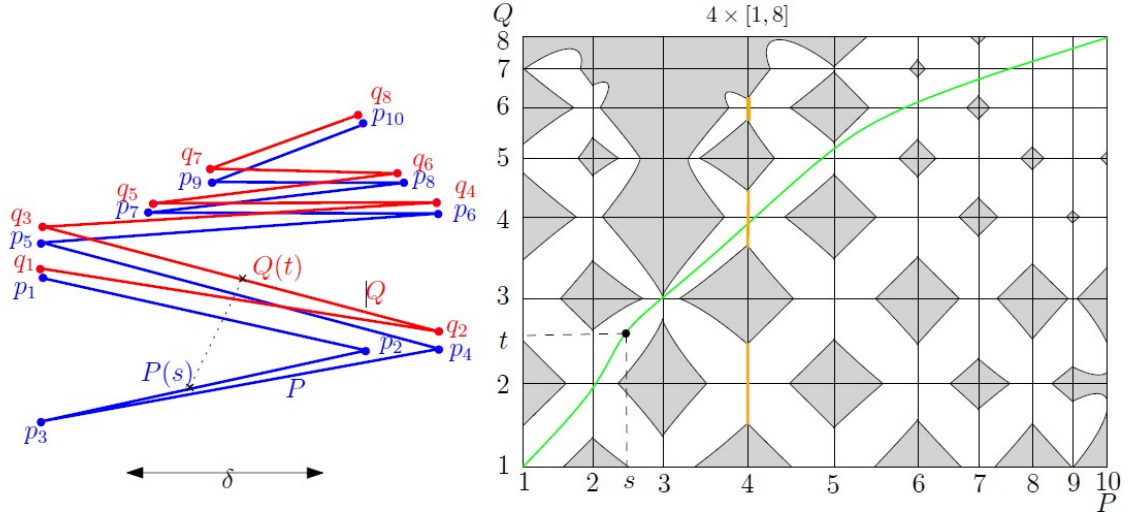 q₈
p₁₀
q₇
q₆
p₉
p₈
q₅
q₄
q₃
p₇
p₆
p₅
q₁
Q(t)
p₁
Q
q₂
p₂
p₄
P(s)
P
p₃
δ
Q
4 × [1, 8]
8
7
6
5
4
3
t
2
1
1 2 s 3 4 5 6 7 8 9 10
P